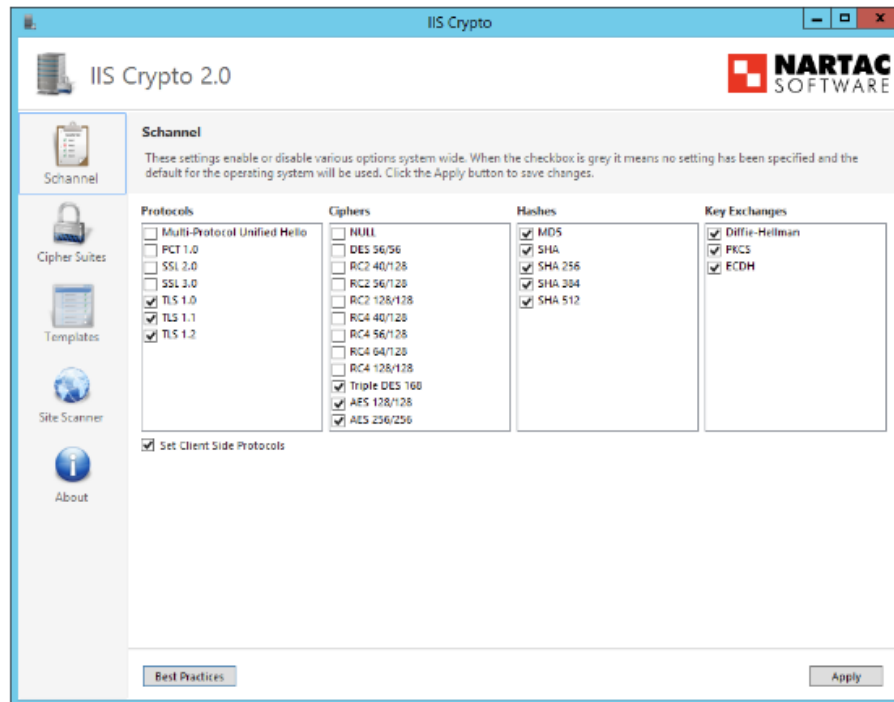 IIS Crypto
IIS Crypto 2.0
NARTAC
SOFTWARE
Schannel
Cipher Suites
Templates
Site Scanner
About
Schannel
These settings enable or disable various options system wide. When the checkbox is grey it means no setting has been specified and the
default for the operating system will be used. Click the Apply button to save changes.
Protocols
Multi-Protocol Unified Hello
PCT 1.0
SSL 2.0
SSL 3.0
TLS 1.0
TLS 1.1
TLS 1.2
Ciphers
NULL
DES 56/56
RC2 40/128
RC2 56/128
RC2 128/128
RC4 40/128
RC4 56/128
RC4 64/128
RC4 128/128
Triple DES 168
AES 128/128
AES 256/256
Hashes
MD5
SHA
SHA 256
SHA 384
SHA 512
Key Exchanges
Diffie-Hellman
PKCS
ECDH
Set Client Side Protocols
Best Practices
Apply